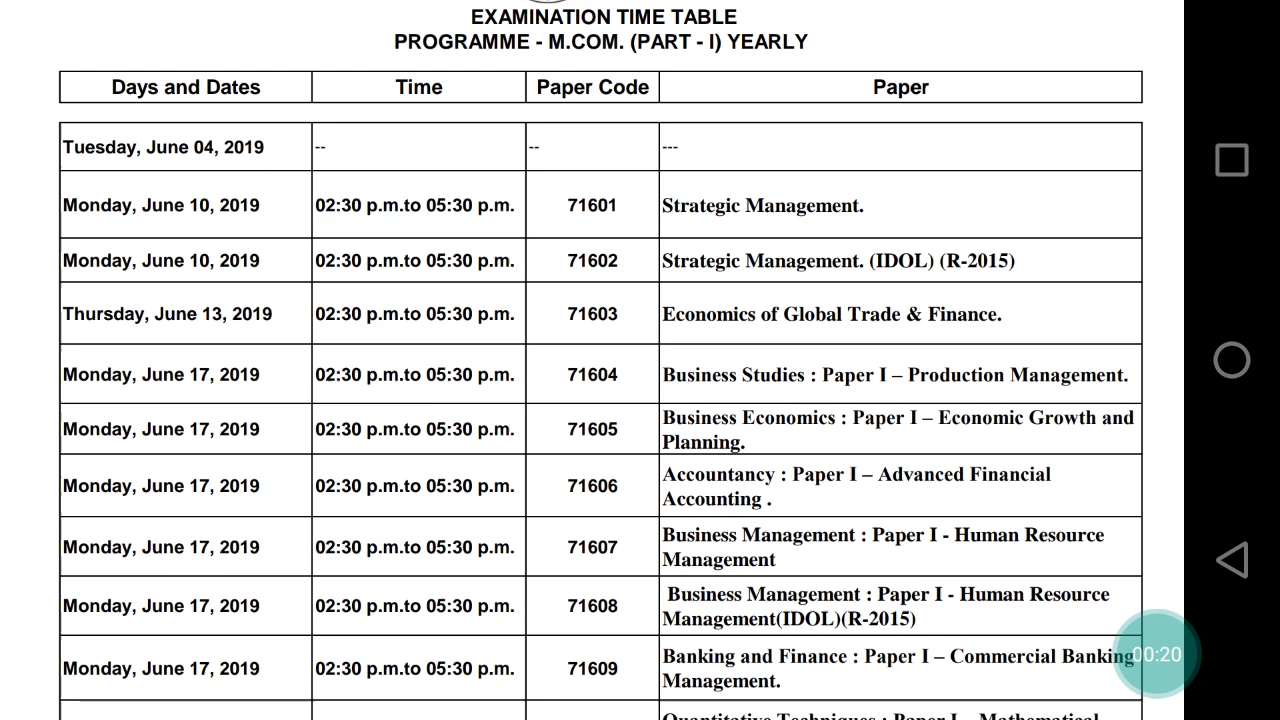 EXAMINATION TIME TABLE
PROGRAMME - M.COM. (PART - I) YEARLY
Days and Dates Time Paper Code Paper
Tuesday, June 04, 2019 -- -- ---
Monday, June 10, 2019 02:30 p.m.to 05:30 p.m. 71601 Strategic Management.
Monday, June 10, 2019 02:30 p.m.to 05:30 p.m. 71602 Strategic Management. (IDOL) (R-2015)
Thursday, June 13, 2019 02:30 p.m.to 05:30 p.m. 71603 Economics of Global Trade & Finance.
Monday, June 17, 2019 02:30 p.m.to 05:30 p.m. 71604 Business Studies : Paper I – Production Management.
Monday, June 17, 2019 02:30 p.m.to 05:30 p.m. 71605 Business Economics : Paper I – Economic Growth and
Planning.
Monday, June 17, 2019 02:30 p.m.to 05:30 p.m. 71606 Accountancy : Paper I – Advanced Financial
Accounting .
Monday, June 17, 2019 02:30 p.m.to 05:30 p.m. 71607 Business Management : Paper I - Human Resource
Management
Monday, June 17, 2019 02:30 p.m.to 05:30 p.m. 71608 Business Management : Paper I - Human Resource
Management(IDOL)(R-2015)
Monday, June 17, 2019 02:30 p.m.to 05:30 p.m. 71609 Banking and Finance : Paper I – Commercial Banking
Management.
00:20
Quantitative Techniques : Paper I – Mathematical